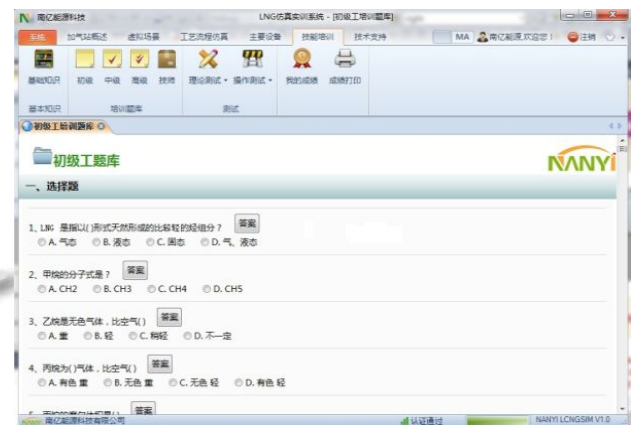 南亿能源科技
LNG仿真实训系统 - [初级工培训题库]
系统 加气站概述 虚拟场景 工艺流程仿真 主要设备 技能培训 技术支持 MA 南亿能源,欢迎您! 注销
基础知识 初级 中级 高级 技师 理论测试 操作测试 我的成绩 成绩打印
基本知识 培训题库 测试
初级工培训题库
初级工题库
NANYI
一、选择题
1、LNG 是指以()形式天然形成的比较轻的烃组分? 答案
A. 气态 B. 液态 C. 固态 D. 气、液态
2、甲烷的分子式是? 答案
A. CH2 B. CH3 C. CH4 D. CH5
3、乙烷是无色气体,比空气() 答案
A. 重 B. 轻 C. 稍轻 D. 不一定
4、丙烷为()气体,比空气() 答案
A. 有色 重 B. 无色 重 C. 无色 轻 D. 有色 轻
答案
南亿能源科技有限公司 认证通过 NANYI LCNGSIM V1.0